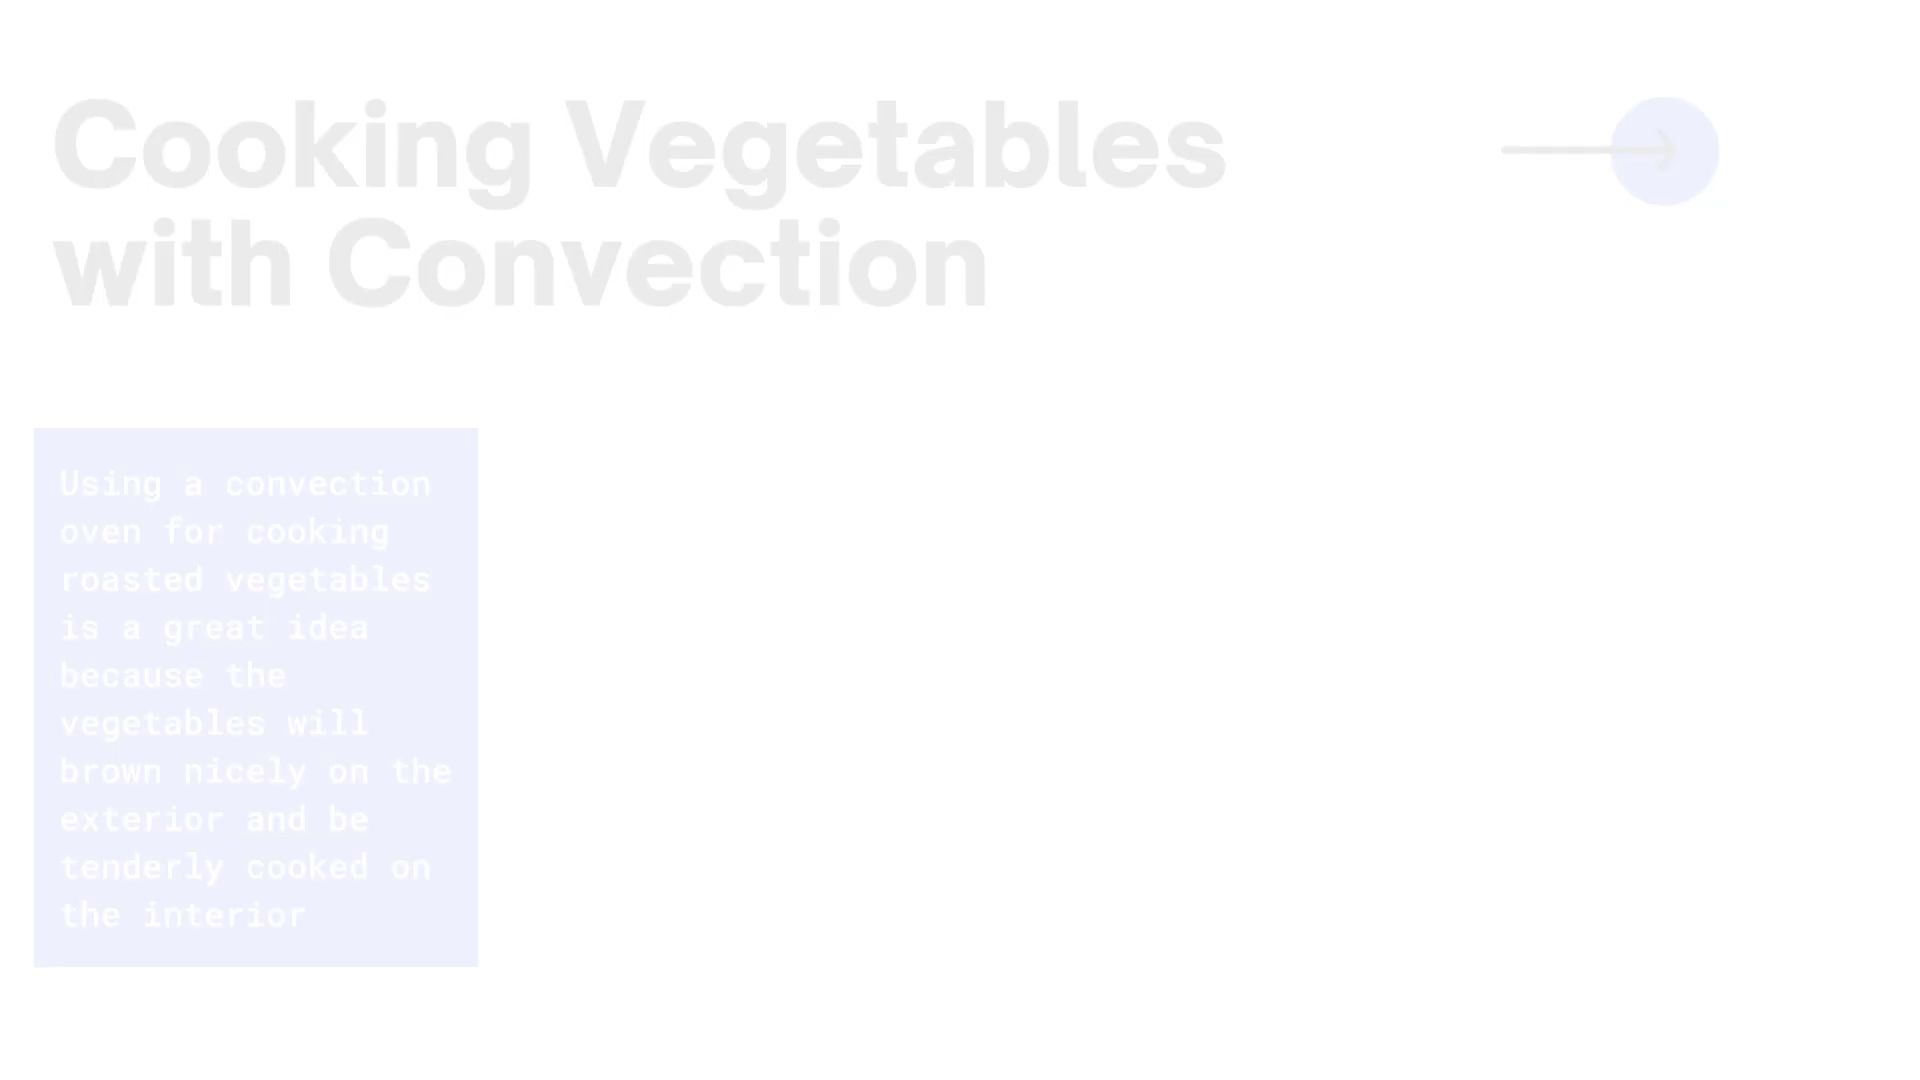 Cooking Vegetables
with Convection
Using a convection
oven for cooking
roasted vegetables
is a great idea
because the
vegetables will
brown nicely on the
exterior and be
tenderly cooked on
the interior